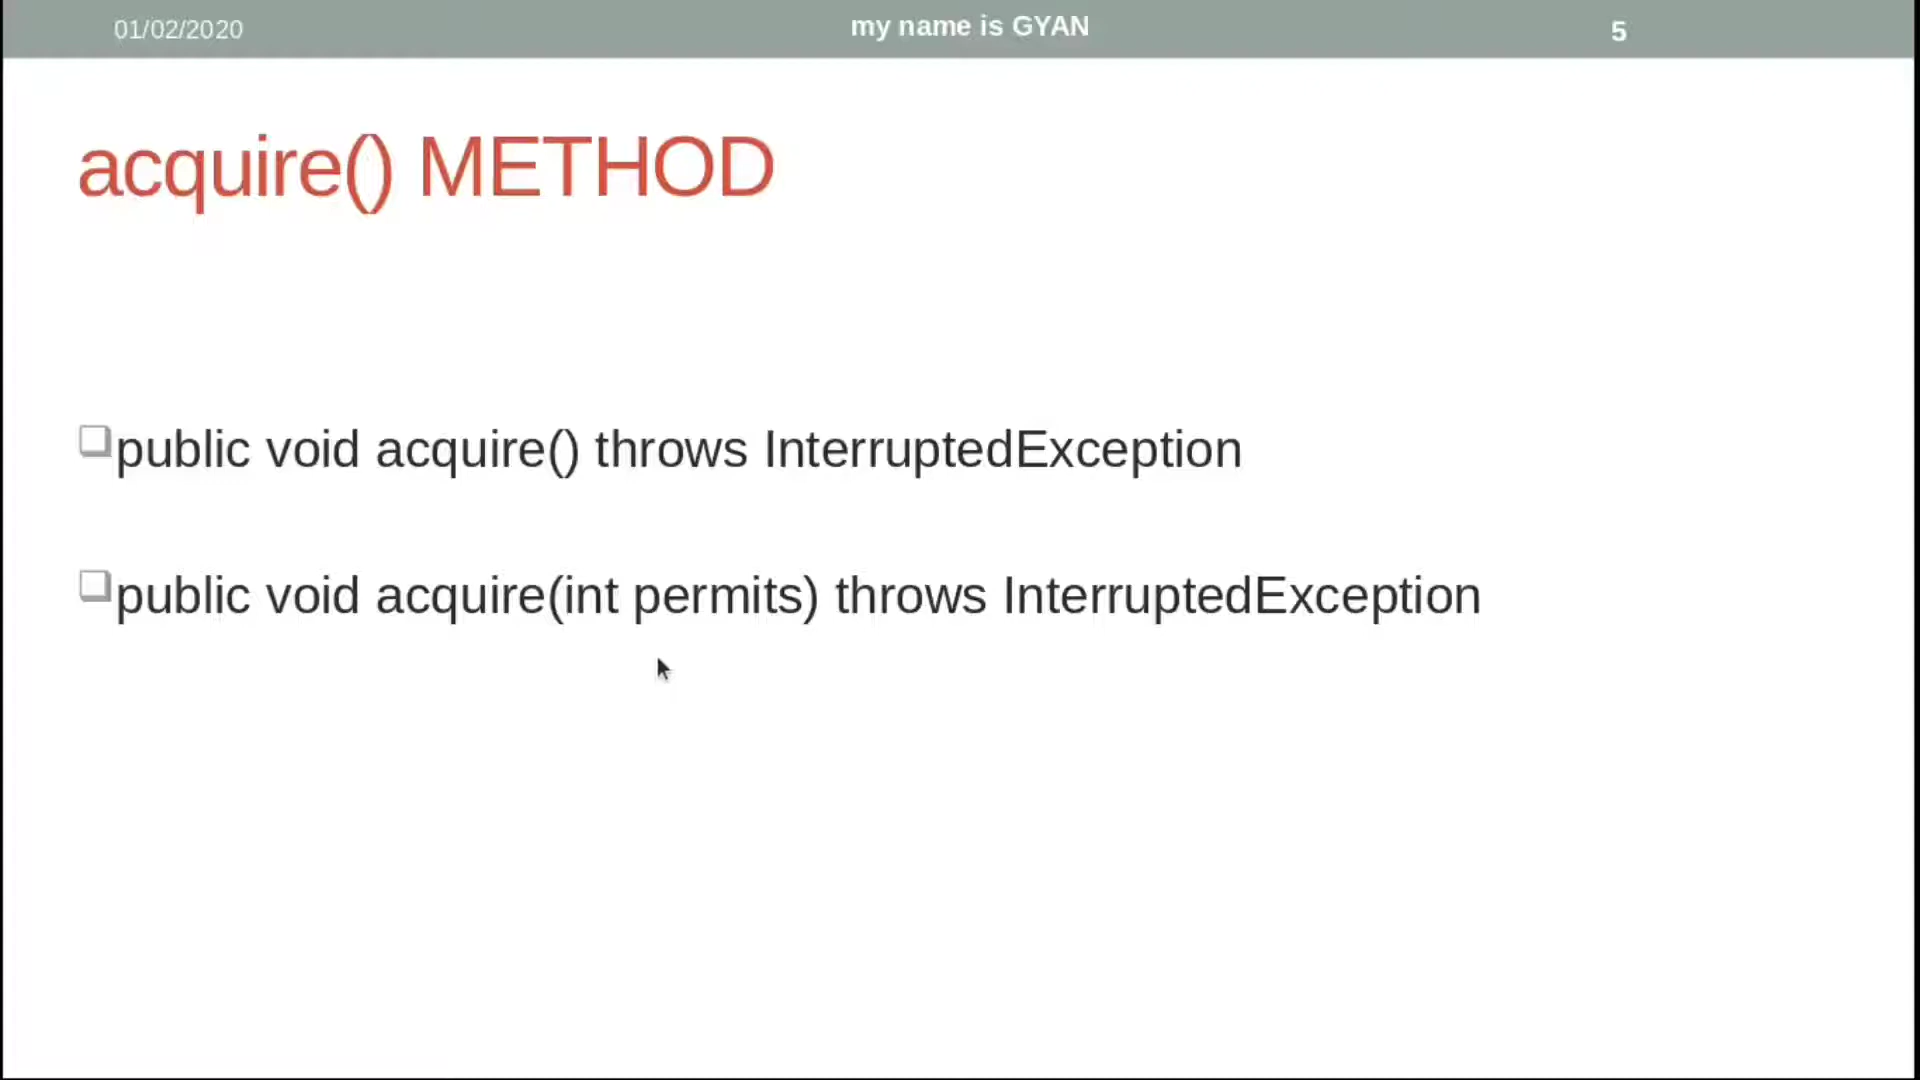 01/02/2020
my name is GYAN
5
acquire() METHOD
public void acquire() throws InterruptedException
public void acquire(int permits) throws InterruptedException